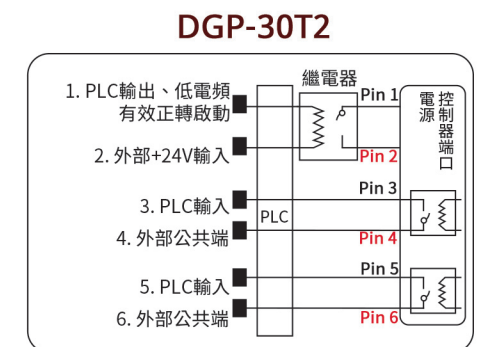 DGP-30T2
繼電器
1. PLC輸出、低電頻
有效正轉啟動
Pin 1
控制器端口
電源
2. 外部+24V輸入
Pin 2
3. PLC輸入
Pin 3
PLC
4. 外部公共端
Pin 4
5. PLC輸入
Pin 5
6. 外部公共端
Pin 6